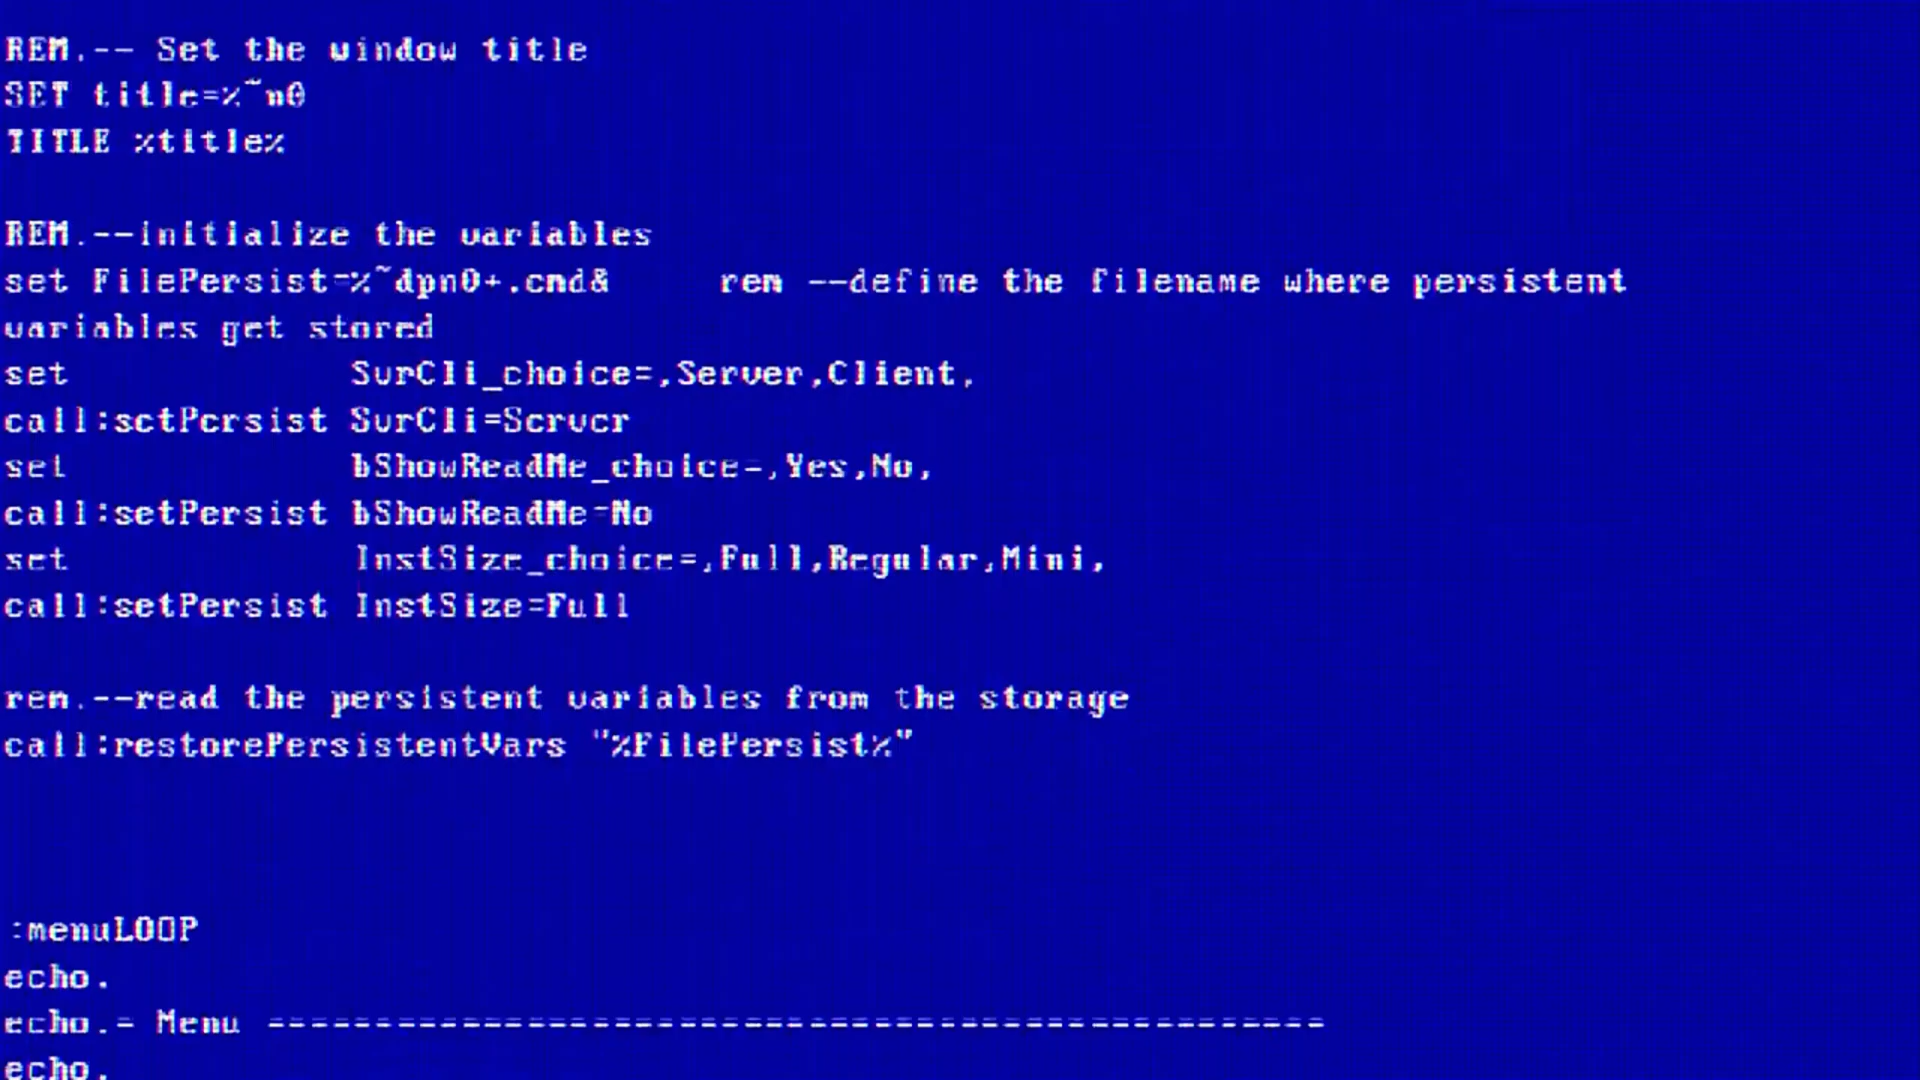 REM.-- Set the window title
SET title=%~n0
TITLE %title%
REM.--initialize the variables
set FilePersist=%~dpn0+.cmd&     rem --define the filename where persistent
variables get stored
set             SvrCli_choice=,Server,Client,
call:setPersist SvrCli=Server
set             bShowReadMe_choice=,Yes,No,
call:setPersist bShowReadMe=No
set             InstSize_choice=,Full,Regular,Mini,
call:setPersist InstSize=Full
rem.--read the persistent variables from the storage
call:restorePersistentVars "%FilePersist%"
:menuLOOP
echo.
echo.= Menu =================================================
echo.